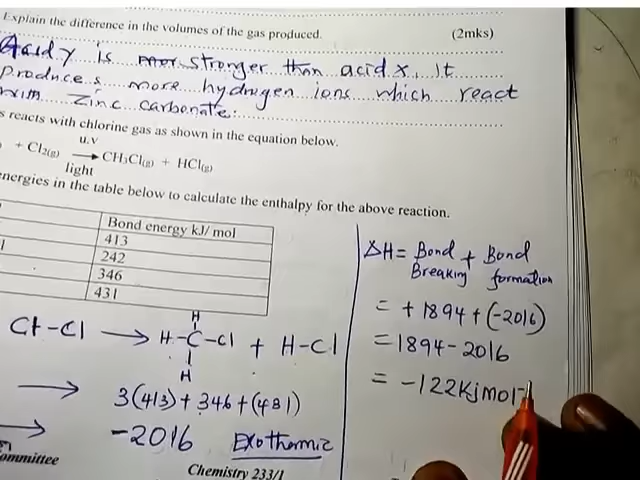 Explain the difference in the volumes of the gas produced. (2mks)
Acid y is stronger than acid x, It
produces more hydrogen ions which react
with Zinc carbonate.
s reacts with chlorine gas as shown in the equation below.
+ Cl2(g) u.v light → CH3Cl(g) + HCl(g)
energies in the table below to calculate the enthalpy for the above reaction.
Bond energy kJ/ mol
413
242
346
431
ΔH = Bond Breaking + Bond formation
= +1894 + (-2016)
= 1894 - 2016
= -122KJmol-
H
Cl-Cl → H-C-Cl + H-Cl
H
→ 3(413) + 346 + (431)
→ -2016 Exothermic
ommittee
Chemistry 233/1